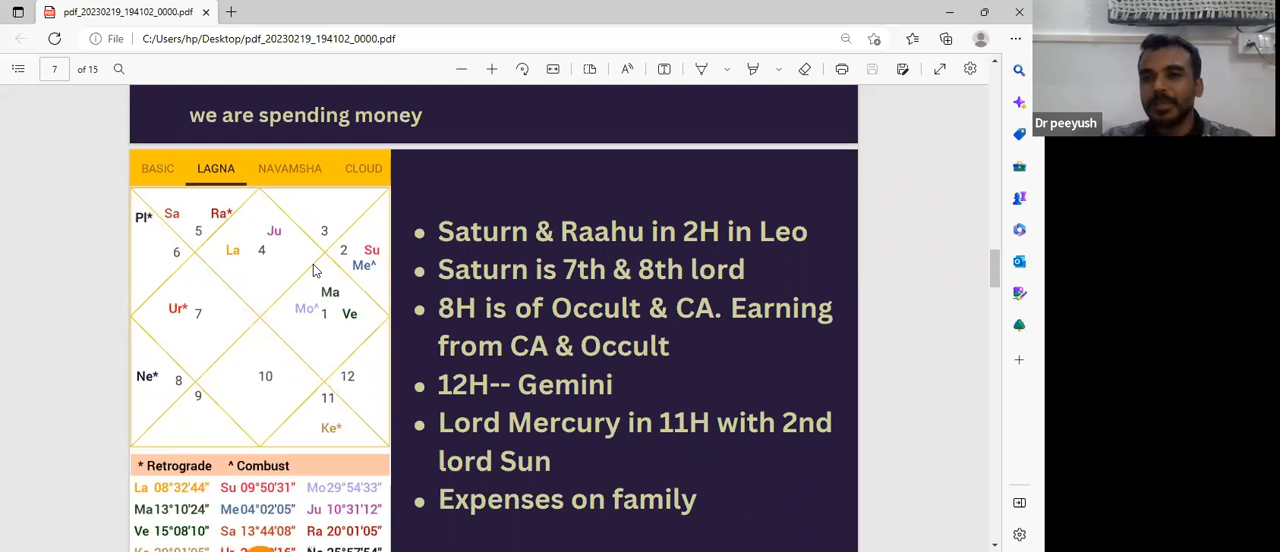 pdf_20230219_194102_0000.pdf
File
C:/Users/hp/Desktop/pdf_20230219_194102_0000.pdf
7
of 15
Dr peeyush
we are spending money
BASIC LAGNA NAVAMSHA CLOUD
Pl*
Sa
Ra*
5
Ju
3
6
La
4
2
Su
Me^
Ma
Ur*
7
Mo^
1
Ve
Ne*
8
10
12
9
11
Ke*
* Retrograde ^ Combust
La 08°32'44" Su 09°50'31" Mo 29°54'33"
Ma 13°10'24" Me 04°02'05" Ju 10°31'12"
Ve 15°08'10" Sa 13°44'08" Ra 20°01'05"
• Saturn & Raahu in 2H in Leo
• Saturn is 7th & 8th lord
• 8H is of Occult & CA. Earning
from CA & Occult
• 12H-- Gemini
• Lord Mercury in 11H with 2nd
lord Sun
• Expenses on family